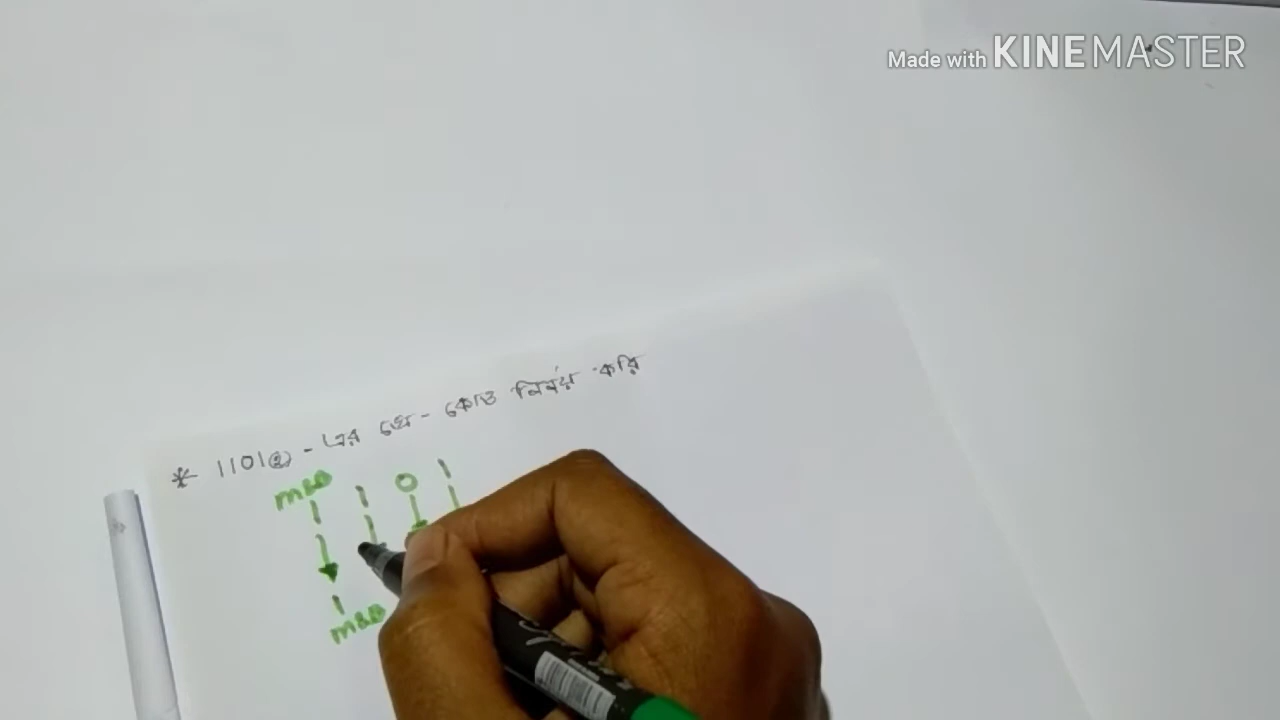 Made with KINEMASTER
* 1101(2) - এর গ্রে - কোড নির্ণয় করি
MSB
1 1 0 1
1
MSB